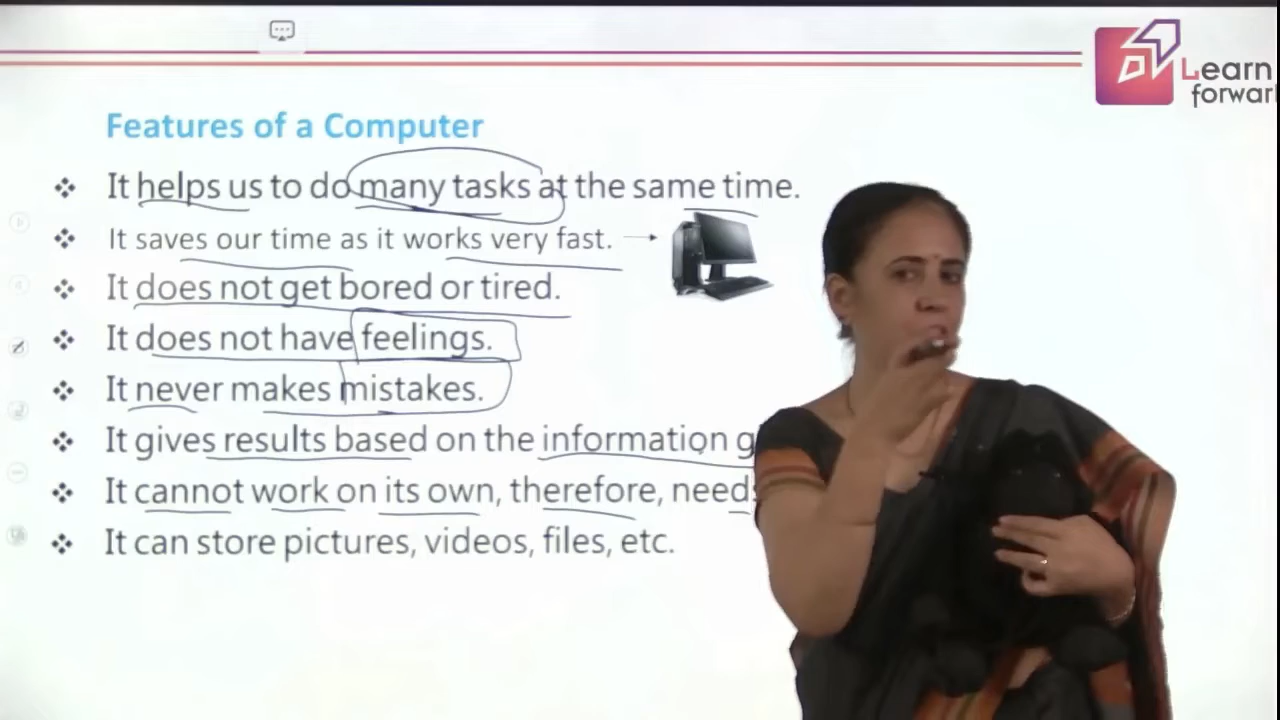 Learn
forward
Features of a Computer
It helps us to do many tasks at the same time.
It saves our time as it works very fast.
It does not get bored or tired.
It does not have feelings.
It never makes mistakes.
It gives results based on the information
It cannot work on its own, therefore, needs
It can store pictures, videos, files, etc.